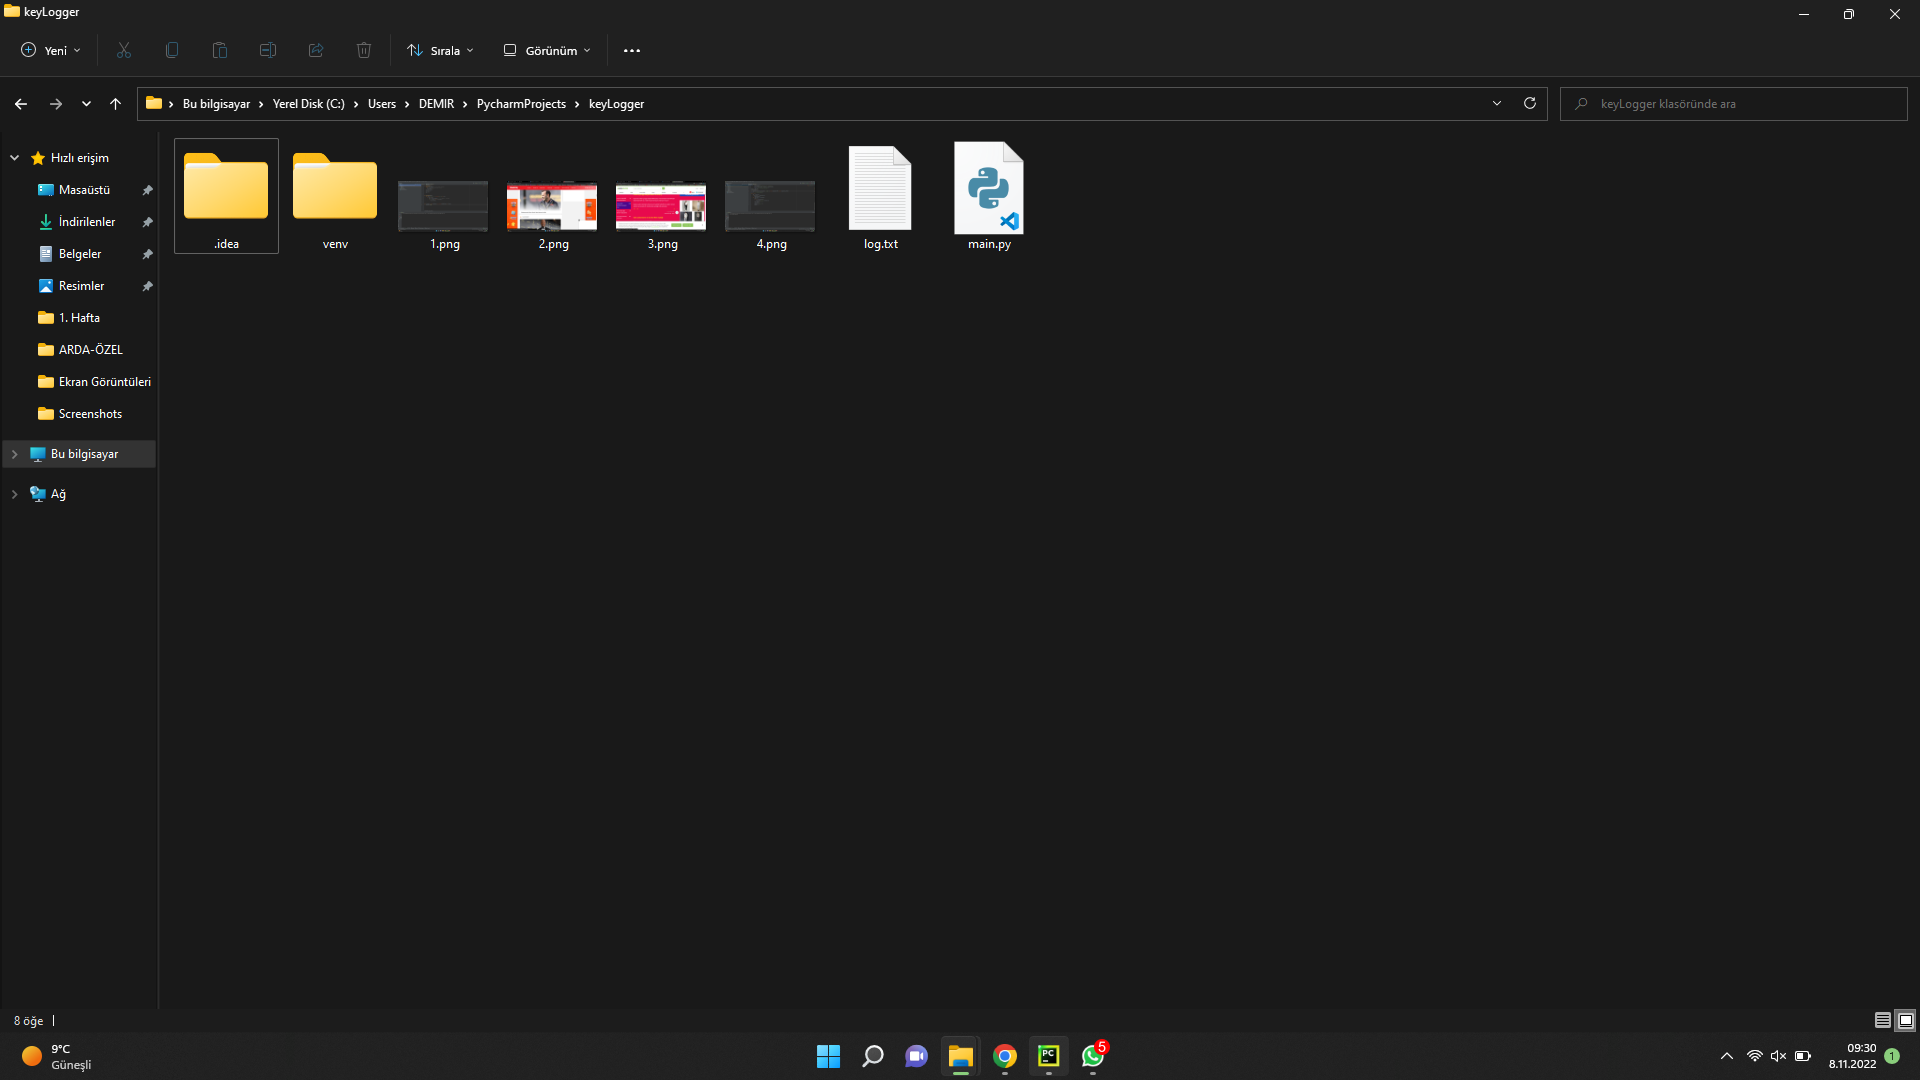 keyLogger
Yeni
Sırala
Görünüm
Bu bilgisayar
Yerel Disk (C:)
Users
DEMIR
PycharmProjects
keyLogger
keyLogger klasöründe ara
Hızlı erişim
Masaüstü
İndirilenler
Belgeler
Resimler
1. Hafta
ARDA-ÖZEL
Ekran Görüntüleri
Screenshots
Bu bilgisayar
Ağ
.idea
venv
1.png
2.png
3.png
4.png
log.txt
main.py
8 öğe
9°C
Güneşli
PC
5
09:30
8.11.2022
1